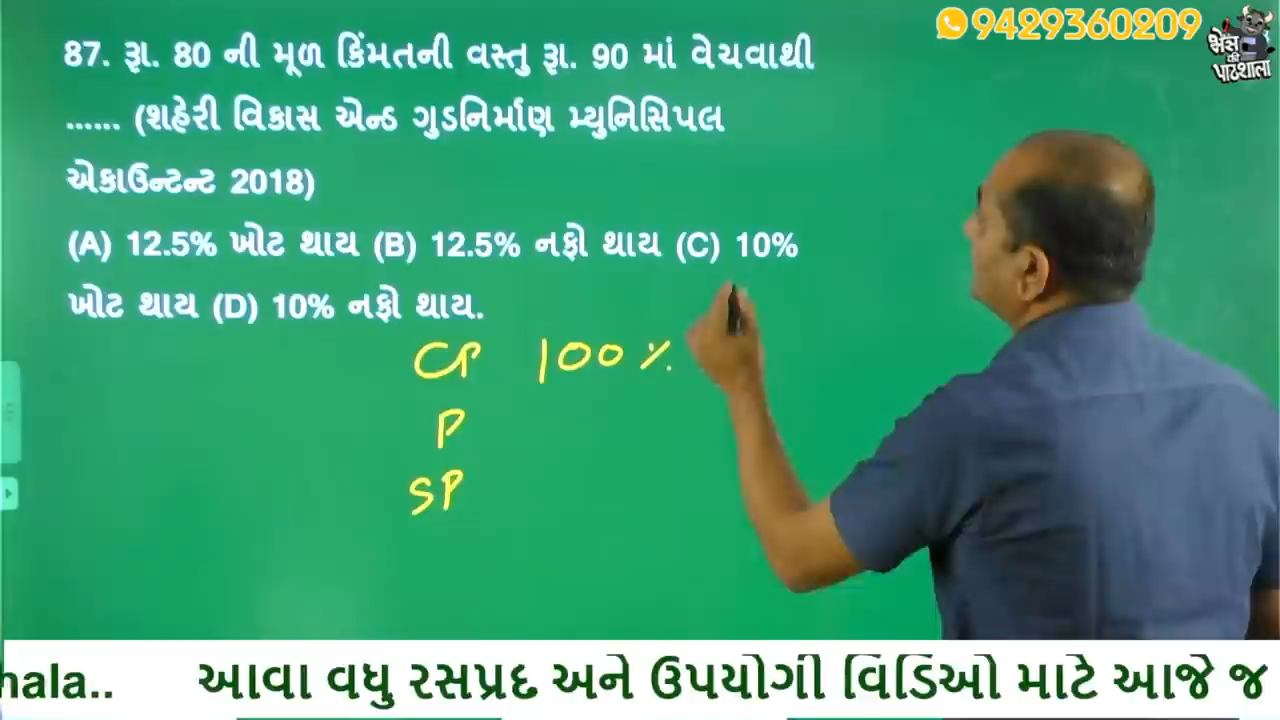 9429360209
ભેંસ
કી
પાઠશાલા
87. રૂા. 80 ની મૂળ કિંમતની વસ્તુ રૂા. 90 માં વેચવાથી
...... (શહેરી વિકાસ એન્ડ ગુડનિર્માણ મ્યુનિસિપલ
એકાઉન્ટન્ટ 2018)
(A) 12.5% ખોટ થાય (B) 12.5% નફો થાય (C) 10%
ખોટ થાય (D) 10% નફો થાય.
CP 100%
P
SP
hala.. આવા વધુ રસપ્રદ અને ઉપયોગી વિડિઓ માટે આજે જ